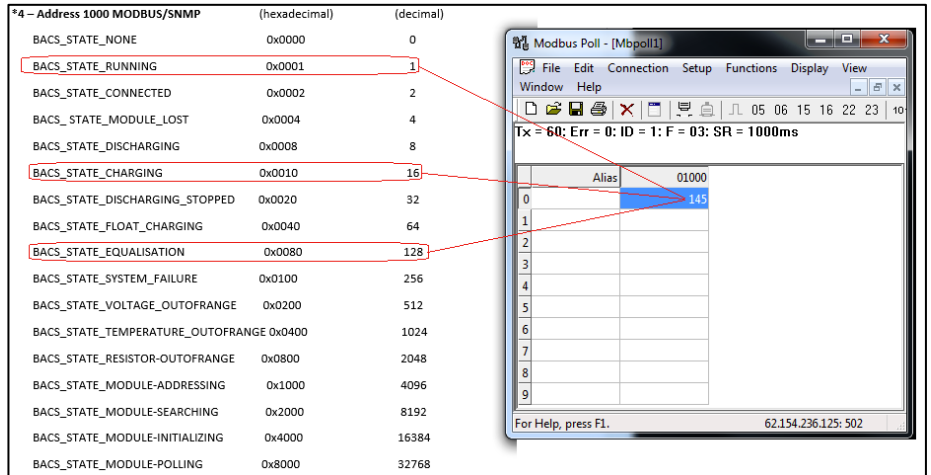 *4 – Address 1000 MODBUS/SNMP (hexadecimal) (decimal)
BACS_STATE_NONE 0x0000 0
BACS_STATE_RUNNING 0x0001 1
BACS_STATE_CONNECTED 0x0002 2
BACS_ STATE_MODULE_LOST 0x0004 4
BACS_STATE_DISCHARGING 0x0008 8
BACS_STATE_CHARGING 0x0010 16
BACS_STATE_DISCHARGING_STOPPED 0x0020 32
BACS_STATE_FLOAT_CHARGING 0x0040 64
BACS_STATE_EQUALISATION 0x0080 128
BACS_STATE_SYSTEM_FAILURE 0x0100 256
BACS_STATE_VOLTAGE_OUTOFRANGE 0x0200 512
BACS_STATE_TEMPERATURE_OUTOFRANGE 0x0400 1024
BACS_STATE_RESISTOR-OUTOFRANGE 0x0800 2048
BACS_STATE_MODULE-ADDRESSING 0x1000 4096
BACS_STATE_MODULE-SEARCHING 0x2000 8192
BACS_STATE_MODULE-INITIALIZING 0x4000 16384
BACS_STATE_MODULE-POLLING 0x8000 32768
Modbus Poll - [Mbpoll1]
File Edit Connection Setup Functions Display View
Window Help
05 06 15 16 22 23 10
Tx = 60: Err = 0: ID = 1: F = 03: SR = 1000ms
Alias 01000
0 145
1
2
3
4
5
6
7
8
9
For Help, press F1. 62.154.236.125: 502